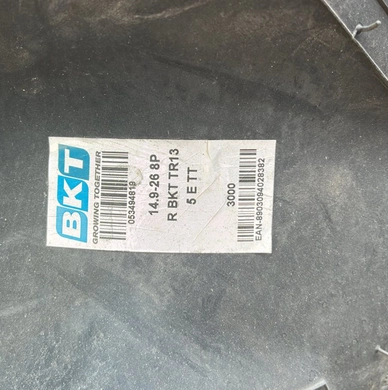 BKT
GROWING TOGETHER
053494819
14.9-26 8P
R BKT TR13
5 E TT
3000
EAN-8903094028382